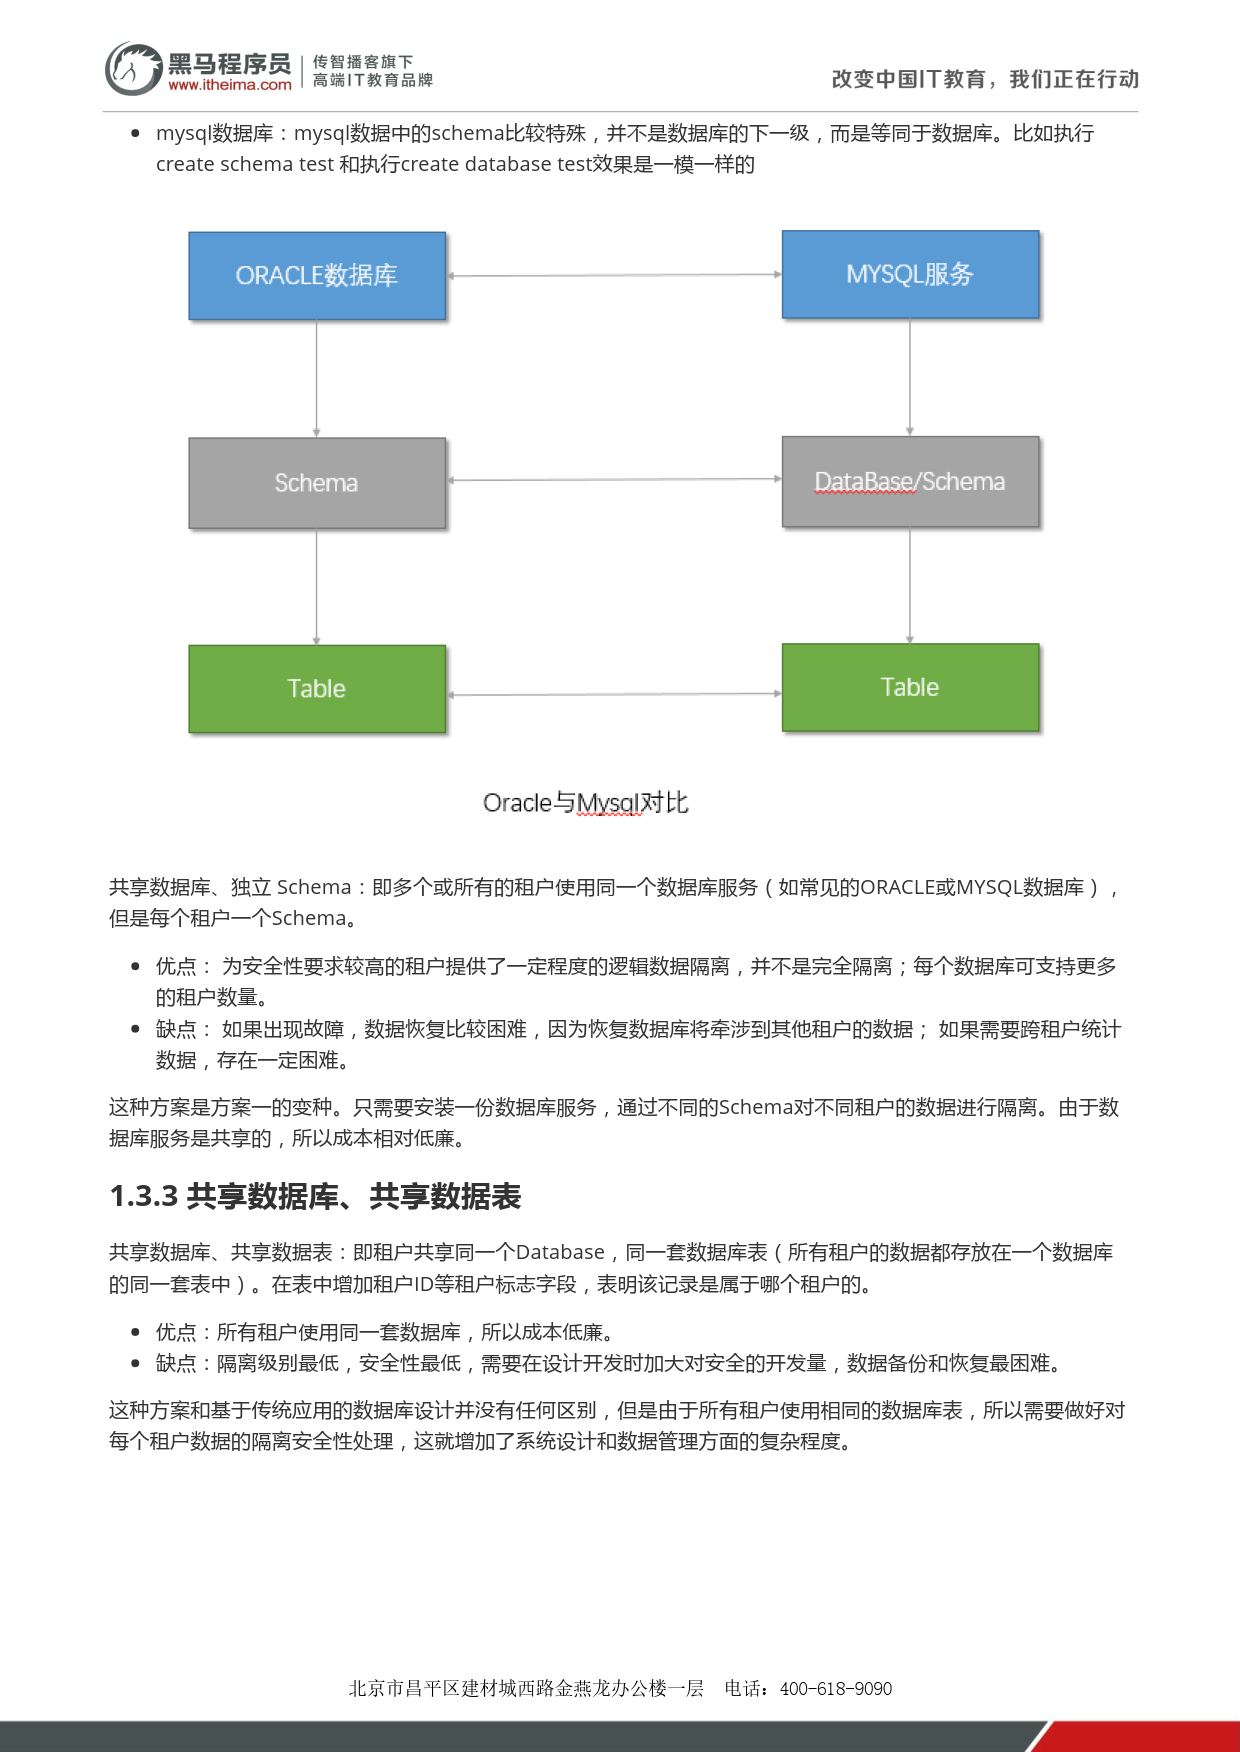 黑马程序员
www.itheima.com
传智播客旗下
高端IT教育品牌
改变中国IT教育，我们正在行动
mysql数据库：mysql数据中的schema比较特殊，并不是数据库的下一级，而是等同于数据库。比如执行
create schema test 和执行create database test效果是一模一样的
ORACLE数据库
MYSQL服务
Schema
DataBase/Schema
Table
Table
Oracle与Mysql对比
共享数据库、独立 Schema：即多个或所有的租户使用同一个数据库服务（如常见的ORACLE或MYSQL数据库），
但是每个租户一个Schema。
优点： 为安全性要求较高的租户提供了一定程度的逻辑数据隔离，并不是完全隔离；每个数据库可支持更多
的租户数量。
缺点： 如果出现故障，数据恢复比较困难，因为恢复数据库将牵涉到其他租户的数据； 如果需要跨租户统计
数据，存在一定困难。
这种方案是方案一的变种。只需要安装一份数据库服务，通过不同的Schema对不同租户的数据进行隔离。由于数
据库服务是共享的，所以成本相对低廉。
1.3.3 共享数据库、共享数据表
共享数据库、共享数据表：即租户共享同一个Database，同一套数据库表（所有租户的数据都存放在一个数据库
的同一套表中）。在表中增加租户ID等租户标志字段，表明该记录是属于哪个租户的。
优点：所有租户使用同一套数据库，所以成本低廉。
缺点：隔离级别最低，安全性最低，需要在设计开发时加大对安全的开发量，数据备份和恢复最困难。
这种方案和基于传统应用的数据库设计并没有任何区别，但是由于所有租户使用相同的数据库表，所以需要做好对
每个租户数据的隔离安全性处理，这就增加了系统设计和数据管理方面的复杂程度。
北京市昌平区建材城西路金燕龙办公楼一层 电话：400-618-9090